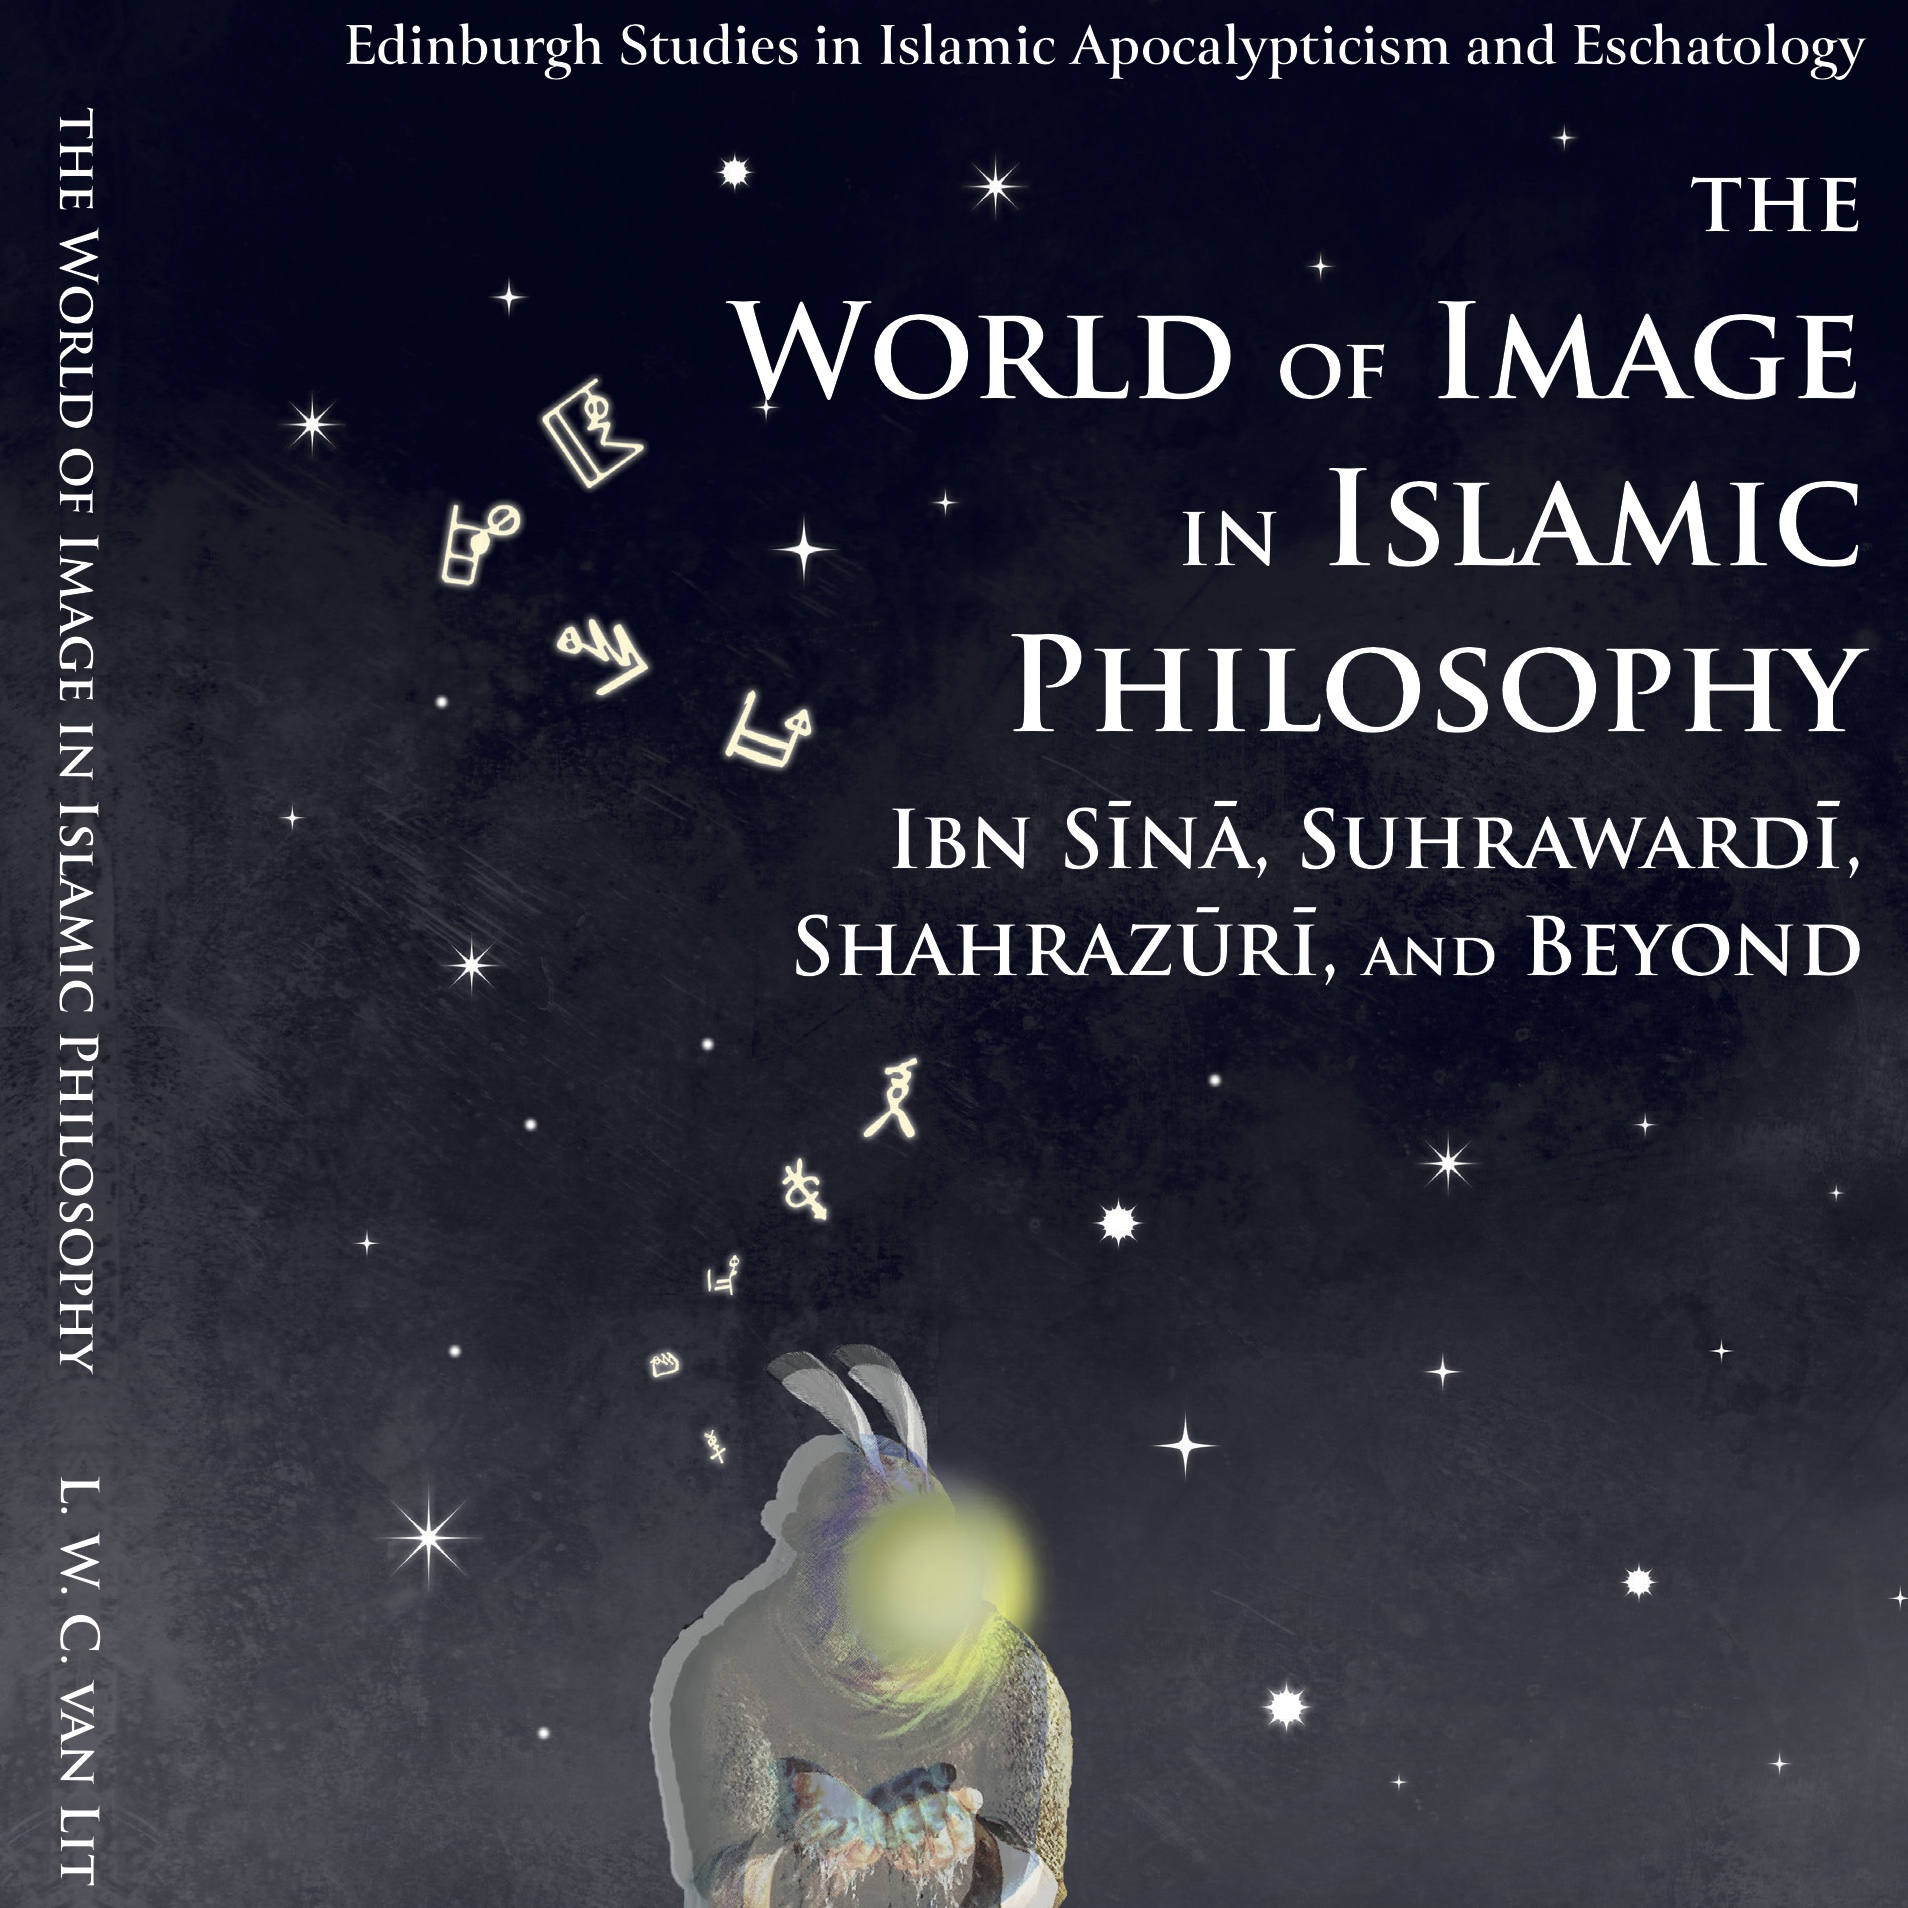 Edinburgh Studies in Islamic Apocalypticism and Eschatology
THE
WORLD OF IMAGE
IN ISLAMIC
PHILOSOPHY
IBN SĪNĀ, SUHRAWARDĪ,
SHAHRAZŪRĪ, AND BEYOND
THE WORLD OF IMAGE IN ISLAMIC PHILOSOPHY L. W. C. VAN LIT